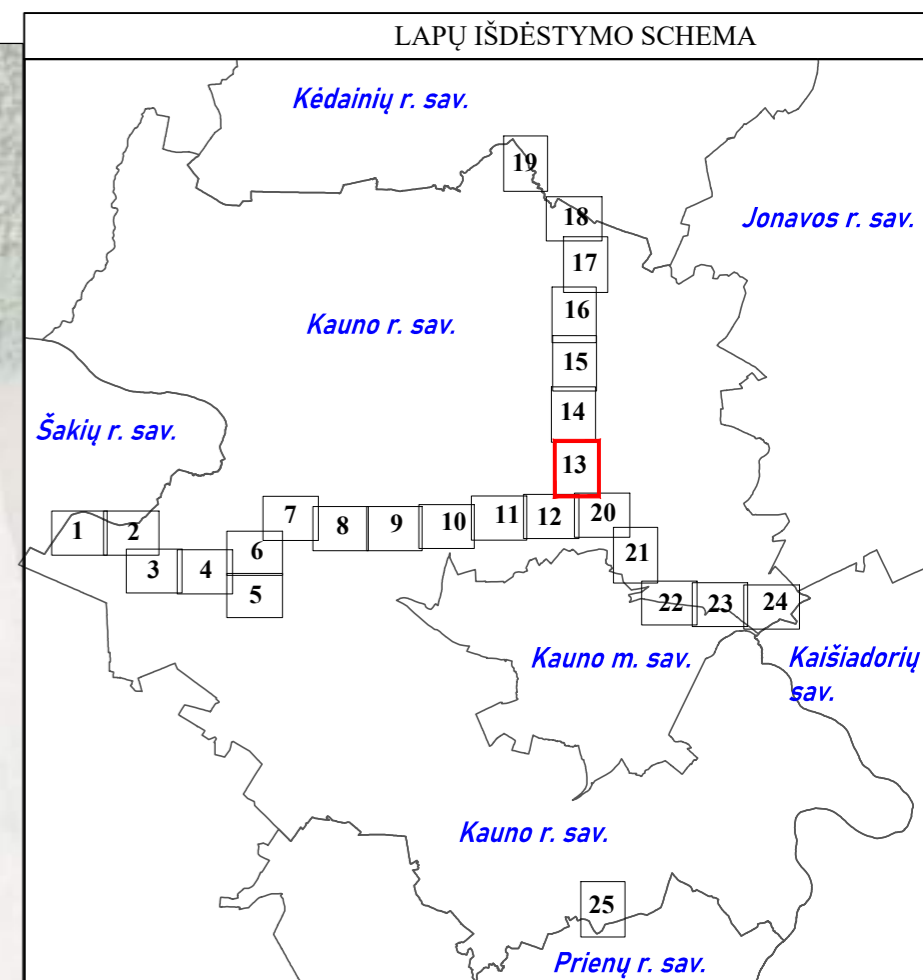 LAPŲ IŠDĖSTYMO SCHEMA
Kėdainių r. sav.
19
18
Jonavos r. sav.
17
16
Kauno r. sav.
15
14
Šakių r. sav.
13
1
2
3
4
5
6
7
8
9
10
11
12
20
21
22
23
24
Kauno m. sav.
Kaišiadorių
sav.
Kauno r. sav.
25
Prienų r. sav.